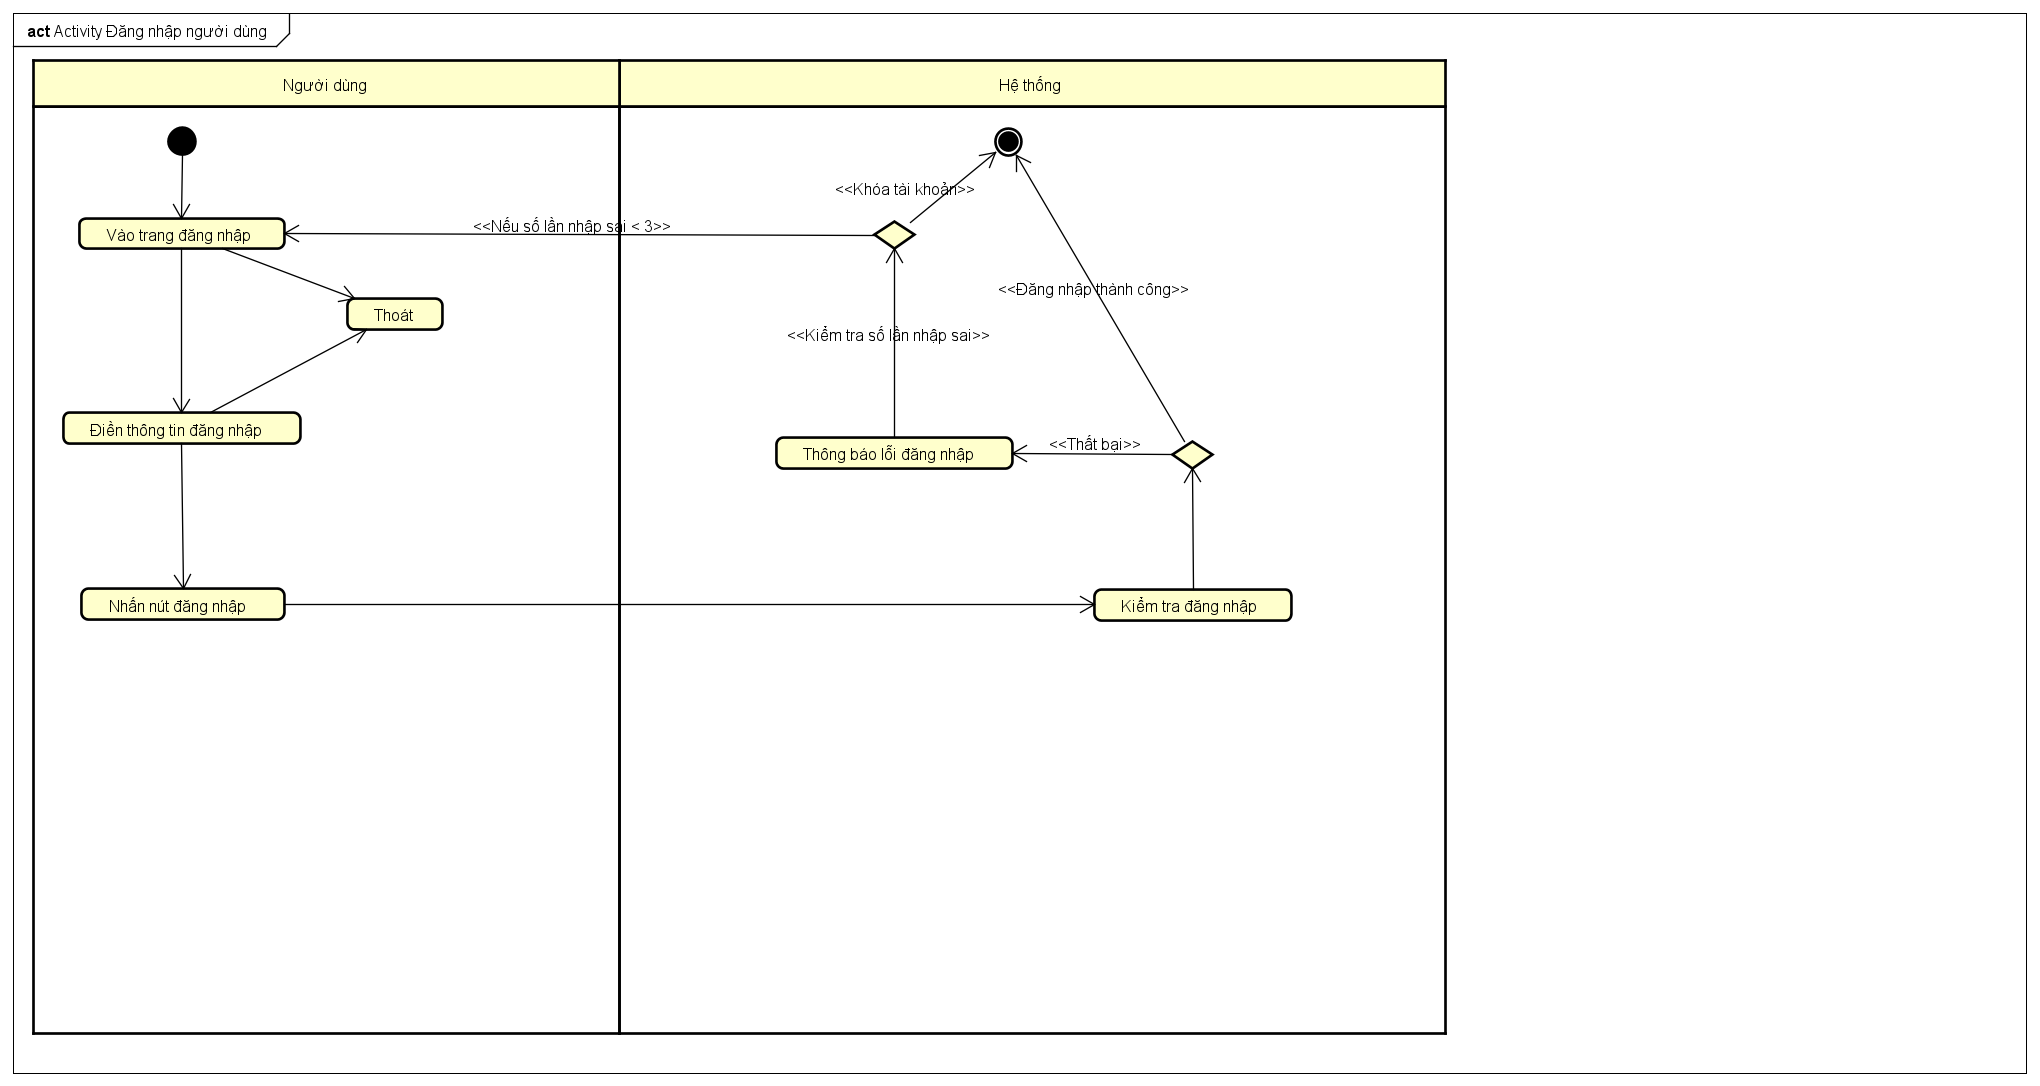 act Activity Đăng nhập người dùng
Người dùng
Hệ thống
<<Khóa tài khoản>>
<<Nếu số lần nhập sai < 3>>
Vào trang đăng nhập
<<Đăng nhập thành công>>
Thoát
<<Kiểm tra số lần nhập sai>>
Điền thông tin đăng nhập
<<Thất bại>>
Thông báo lỗi đăng nhập
Nhấn nút đăng nhập
Kiểm tra đăng nhập